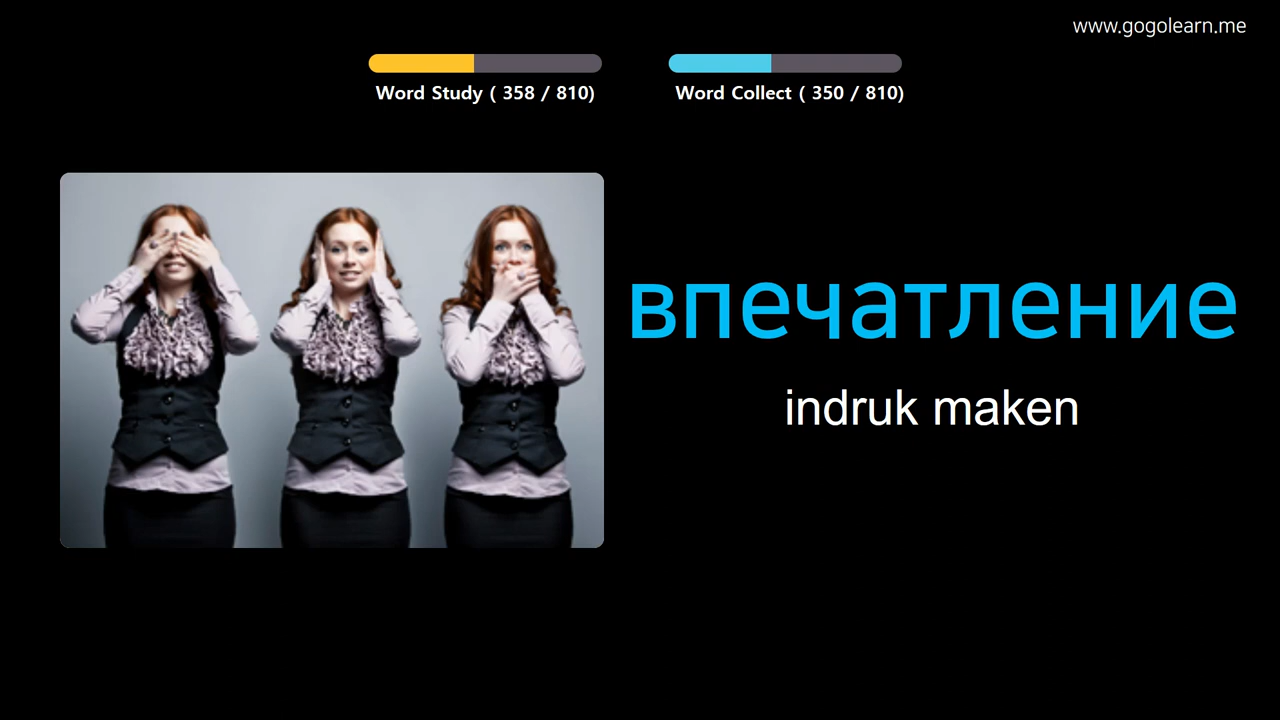 www.gogolearn.me
Word Study ( 358 / 810)
Word Collect ( 350 / 810)
впечатление
indruk maken